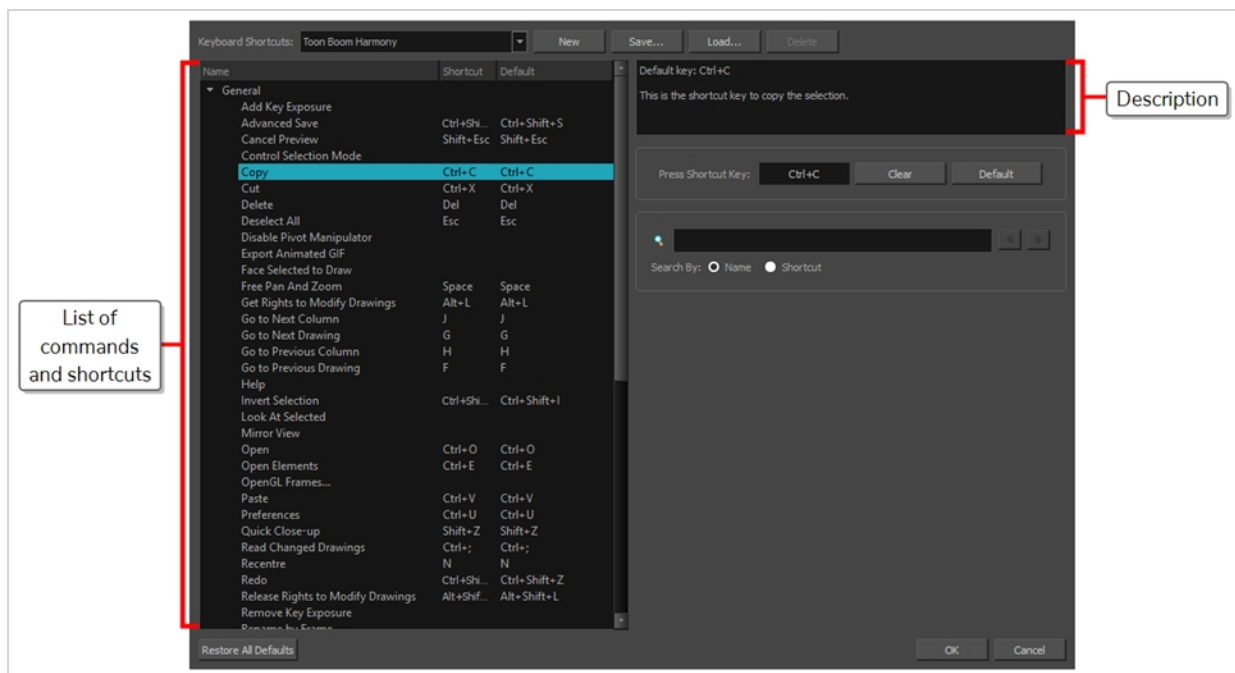 Keyboard Shortcuts: Toon Boom Harmony New Save... Load... Delete
Name Shortcut Default
General
Add Key Exposure
Advanced Save Ctrl+Shi... Ctrl+Shift+S
Cancel Preview Shift+Esc Shift+Esc
Control Selection Mode
Copy Ctrl+C Ctrl+C
Cut Ctrl+X Ctrl+X
Delete Del Del
Deselect All Esc Esc
Disable Pivot Manipulator
Export Animated GIF
Face Selected to Draw
Free Pan And Zoom Space Space
Get Rights to Modify Drawings Alt+L Alt+L
Go to Next Column J J
Go to Next Drawing G G
Go to Previous Column H H
Go to Previous Drawing F F
Help
Invert Selection Ctrl+Shi... Ctrl+Shift+I
Look At Selected
Mirror View
Open Ctrl+O Ctrl+O
Open Elements Ctrl+E Ctrl+E
OpenGL Frames...
Paste Ctrl+V Ctrl+V
Preferences Ctrl+U Ctrl+U
Quick Close-up Shift+Z Shift+Z
Read Changed Drawings Ctrl+; Ctrl+;
Recentre N N
Redo Ctrl+Shi... Ctrl+Shift+Z
Release Rights to Modify Drawings Alt+Shif... Alt+Shift+L
Remove Key Exposure
Rename by Frame
Default key: Ctrl+C
This is the shortcut key to copy the selection.
Press Shortcut Key: Ctrl+C Clear Default
Search By: Name Shortcut
Restore All Defaults OK Cancel
List of
commands
and shortcuts
Description